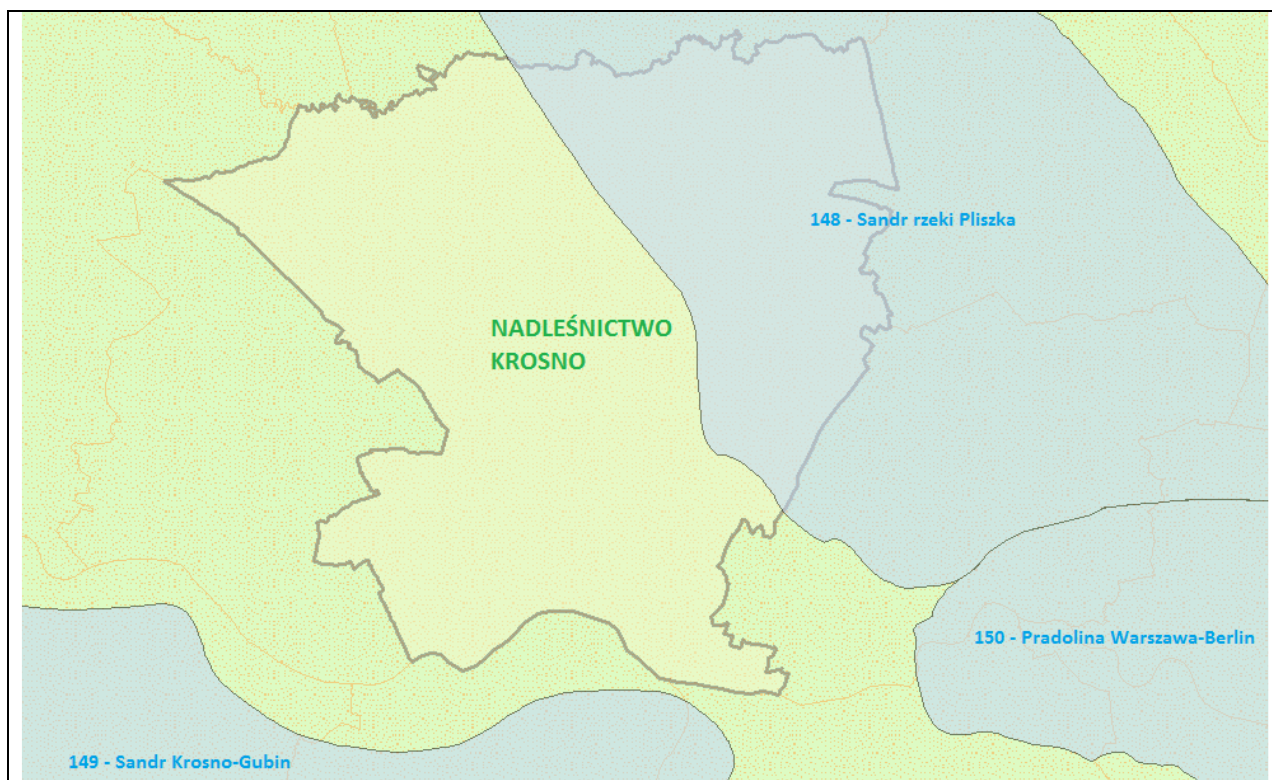 148 - Sandr rzeki Pliszka
NADLEŚNICTWO
KROSNO
150 - Pradolina Warszawa-Berlin
149 - Sandr Krosno-Gubin